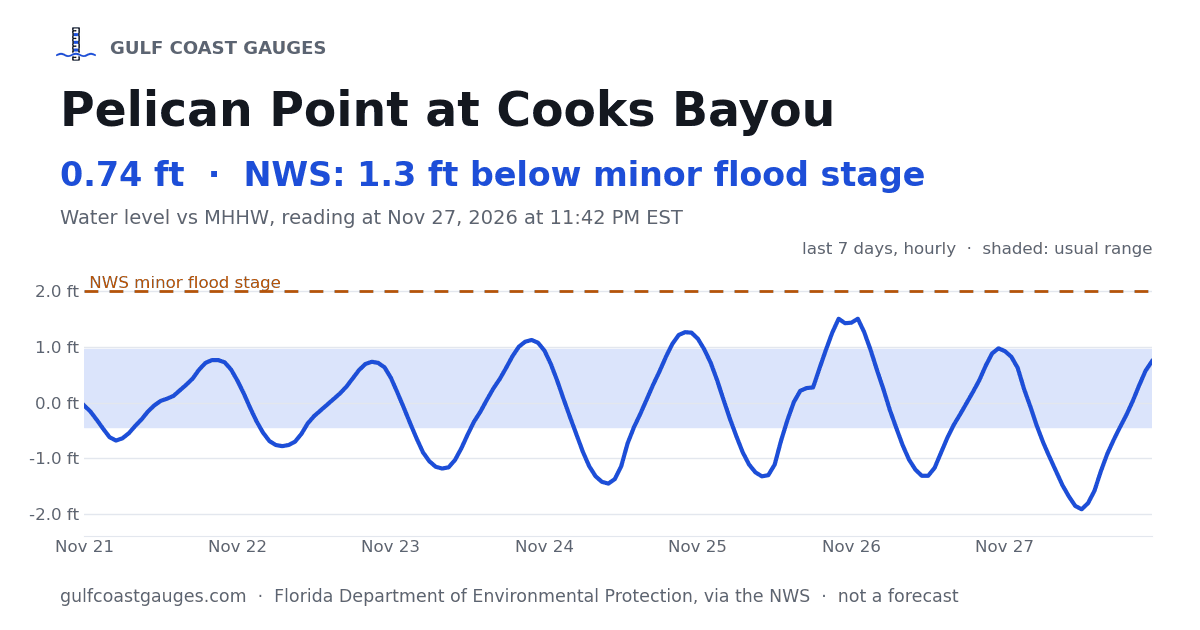 GULF COAST GAUGES
Pelican Point at Cooks Bayou
0.74 ft · NWS: 1.3 ft below minor flood stage
Water level vs MHHW, reading at Nov 27, 2026 at 11:42 PM EST
last 7 days, hourly · shaded: usual range
NWS minor flood stage
2.0 ft
1.0 ft
0.0 ft
-1.0 ft
-2.0 ft
Nov 21 Nov 22 Nov 23 Nov 24 Nov 25 Nov 26 Nov 27
gulfcoastgauges.com · Florida Department of Environmental Protection, via the NWS · not a forecast